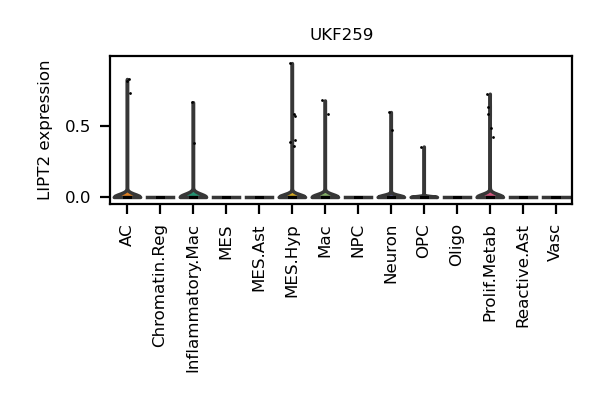 UKF259
LIPT2 expression
0.5
0.0
AC
Chromatin.Reg
Inflammatory.Mac
MES
MES.Ast
MES.Hyp
Mac
NPC
Neuron
OPC
Oligo
Prolif.Metab
Reactive.Ast
Vasc